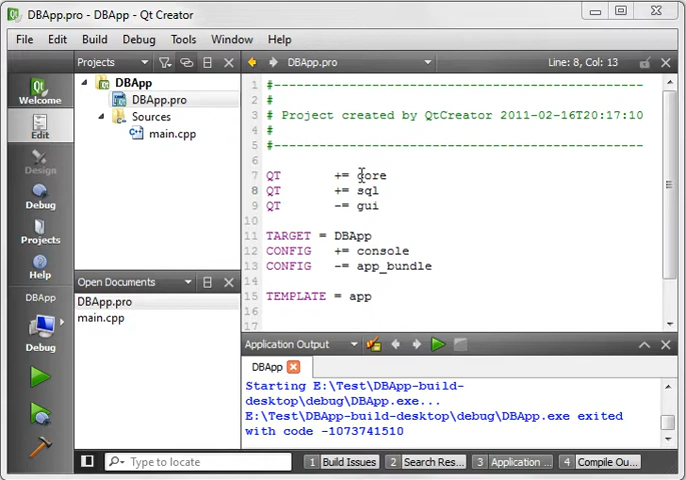 DBApp.pro - DBApp - Qt Creator
File Edit Build Debug Tools Window Help
Projects
DBApp.pro
Line: 8, Col: 13
Qt
Welcome
Edit
Design
Debug
Projects
Help
DBApp
Debug
DBApp
DBApp.pro
Sources
main.cpp
Open Documents
DBApp.pro
main.cpp
1 #------------------------------------------------
2 #
3 # Project created by QtCreator 2011-02-16T20:17:10
4 #
5 #------------------------------------------------
6
7 QT += core
8 QT += sql
9 QT -= gui
10
11 TARGET = DBApp
12 CONFIG += console
13 CONFIG -= app_bundle
14
15 TEMPLATE = app
16
17
Application Output
DBApp
Starting E:\Test\DBApp-build-
desktop\debug\DBApp.exe...
E:\Test\DBApp-build-desktop\debug\DBApp.exe exited
with code -1073741510
Type to locate
1 Build Issues 2 Search Res... 3 Application ... 4 Compile Ou...